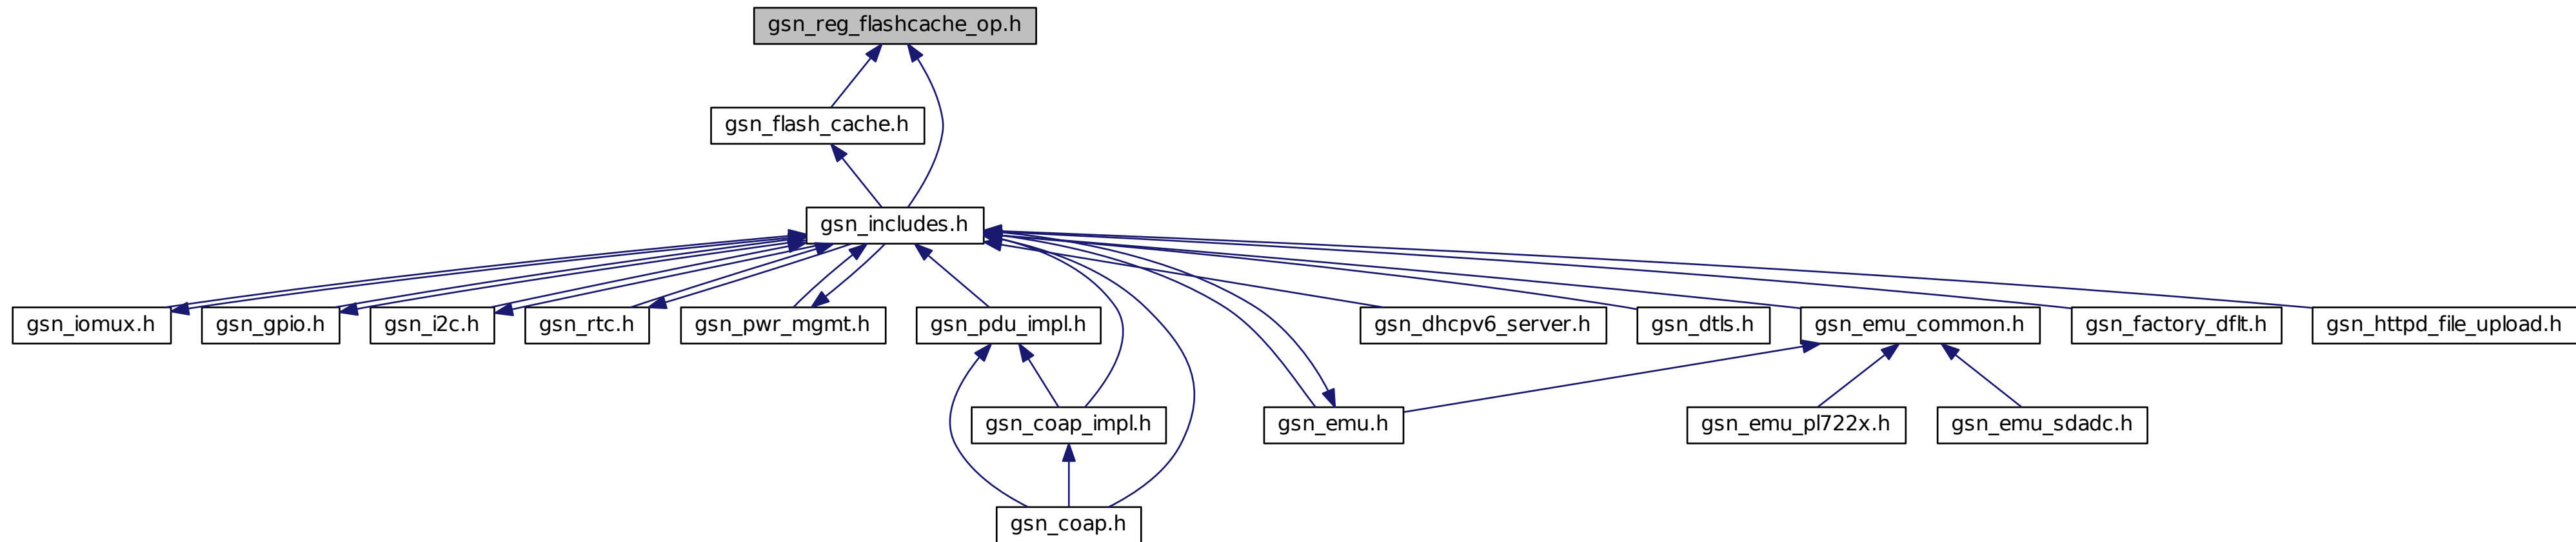 gsn_reg_flashcache_op.h
gsn_flash_cache.h
gsn_includes.h
gsn_iomux.h
gsn_gpio.h
gsn_i2c.h
gsn_rtc.h
gsn_pwr_mgmt.h
gsn_pdu_impl.h
gsn_dhcpv6_server.h
gsn_dtls.h
gsn_emu_common.h
gsn_factory_dflt.h
gsn_httpd_file_upload.h
gsn_coap_impl.h
gsn_emu.h
gsn_emu_pl722x.h
gsn_emu_sdadc.h
gsn_coap.h